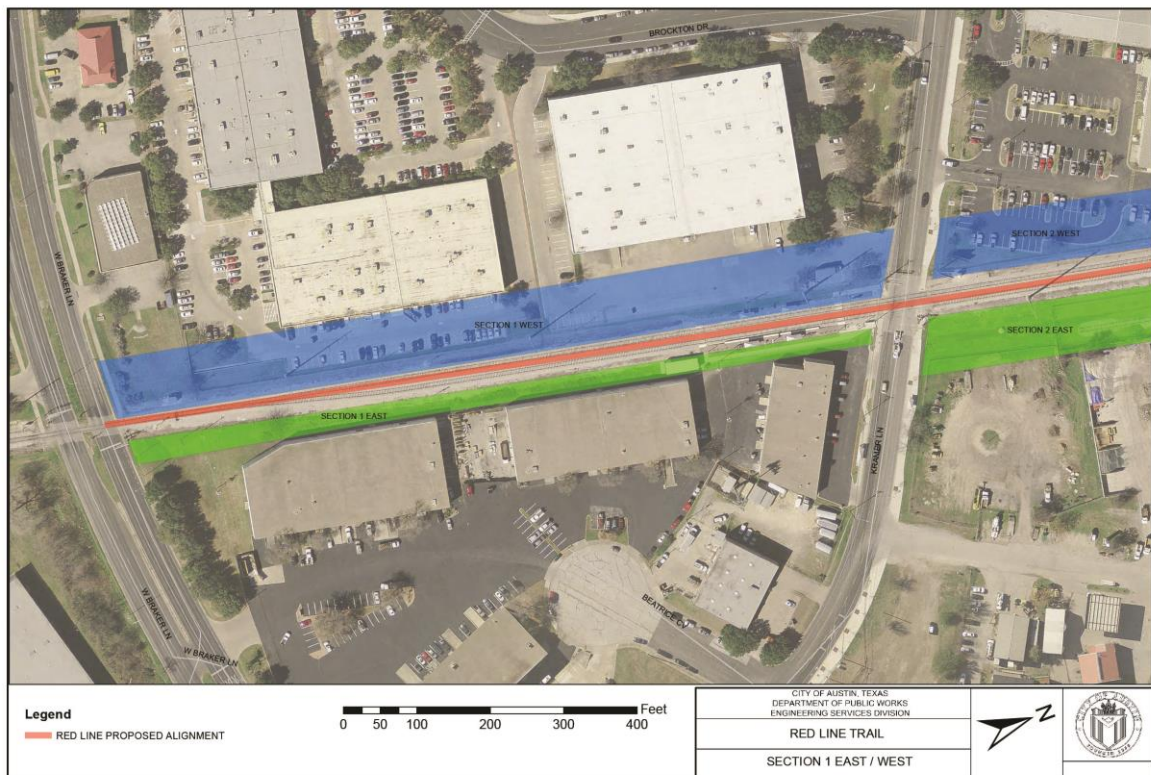 BROCKTON DR
W BRAKER LN
SECTION 2 WEST
SECTION 1 WEST
SECTION 2 EAST
SECTION 1 EAST
KRAMER LN
W BRAKER LN
W BRAKER LN
BEATRICE CV
Legend
RED LINE PROPOSED ALIGNMENT
Feet
0 50 100 200 300 400
CITY OF AUSTIN, TEXAS
DEPARTMENT OF PUBLIC WORKS
ENGINEERING SERVICES DIVISION
RED LINE TRAIL
SECTION 1 EAST / WEST
Z